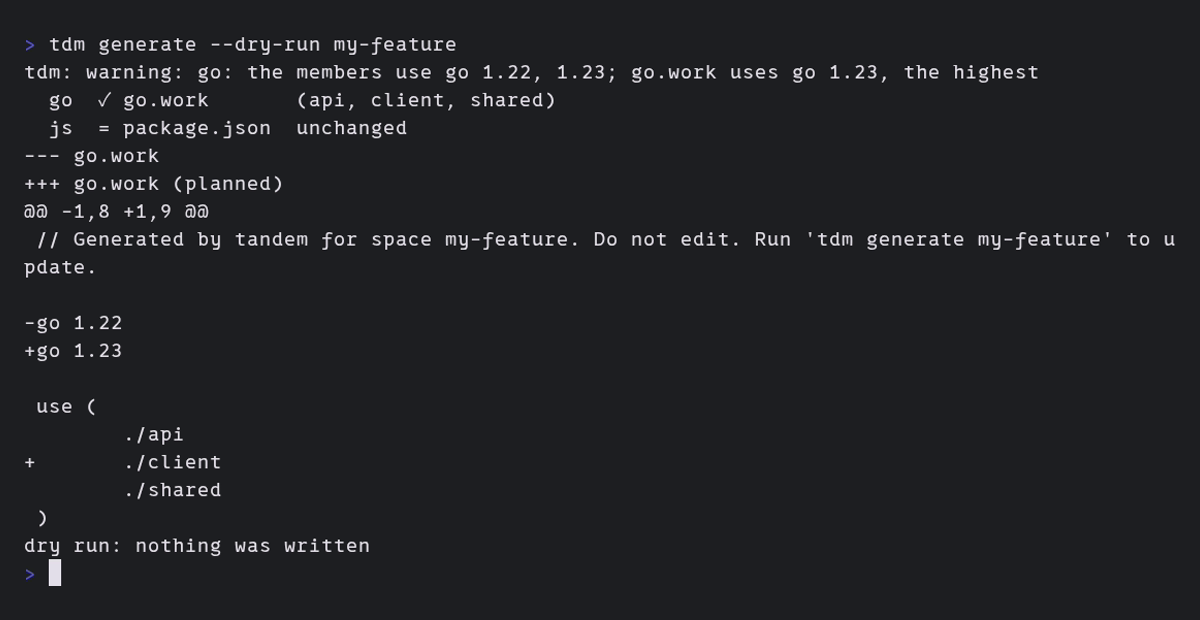 > tdm generate --dry-run my-feature
tdm: warning: go: the members use go 1.22, 1.23; go.work uses go 1.23, the highest
  go  ✓ go.work       (api, client, shared)
  js  = package.json  unchanged
--- go.work
+++ go.work (planned)
@@ -1,8 +1,9 @@
 // Generated by tandem for space my-feature. Do not edit. Run 'tdm generate my-feature' to u
pdate.

-go 1.22
+go 1.23

 use (
        ./api
+       ./client
        ./shared
 )
dry run: nothing was written
>